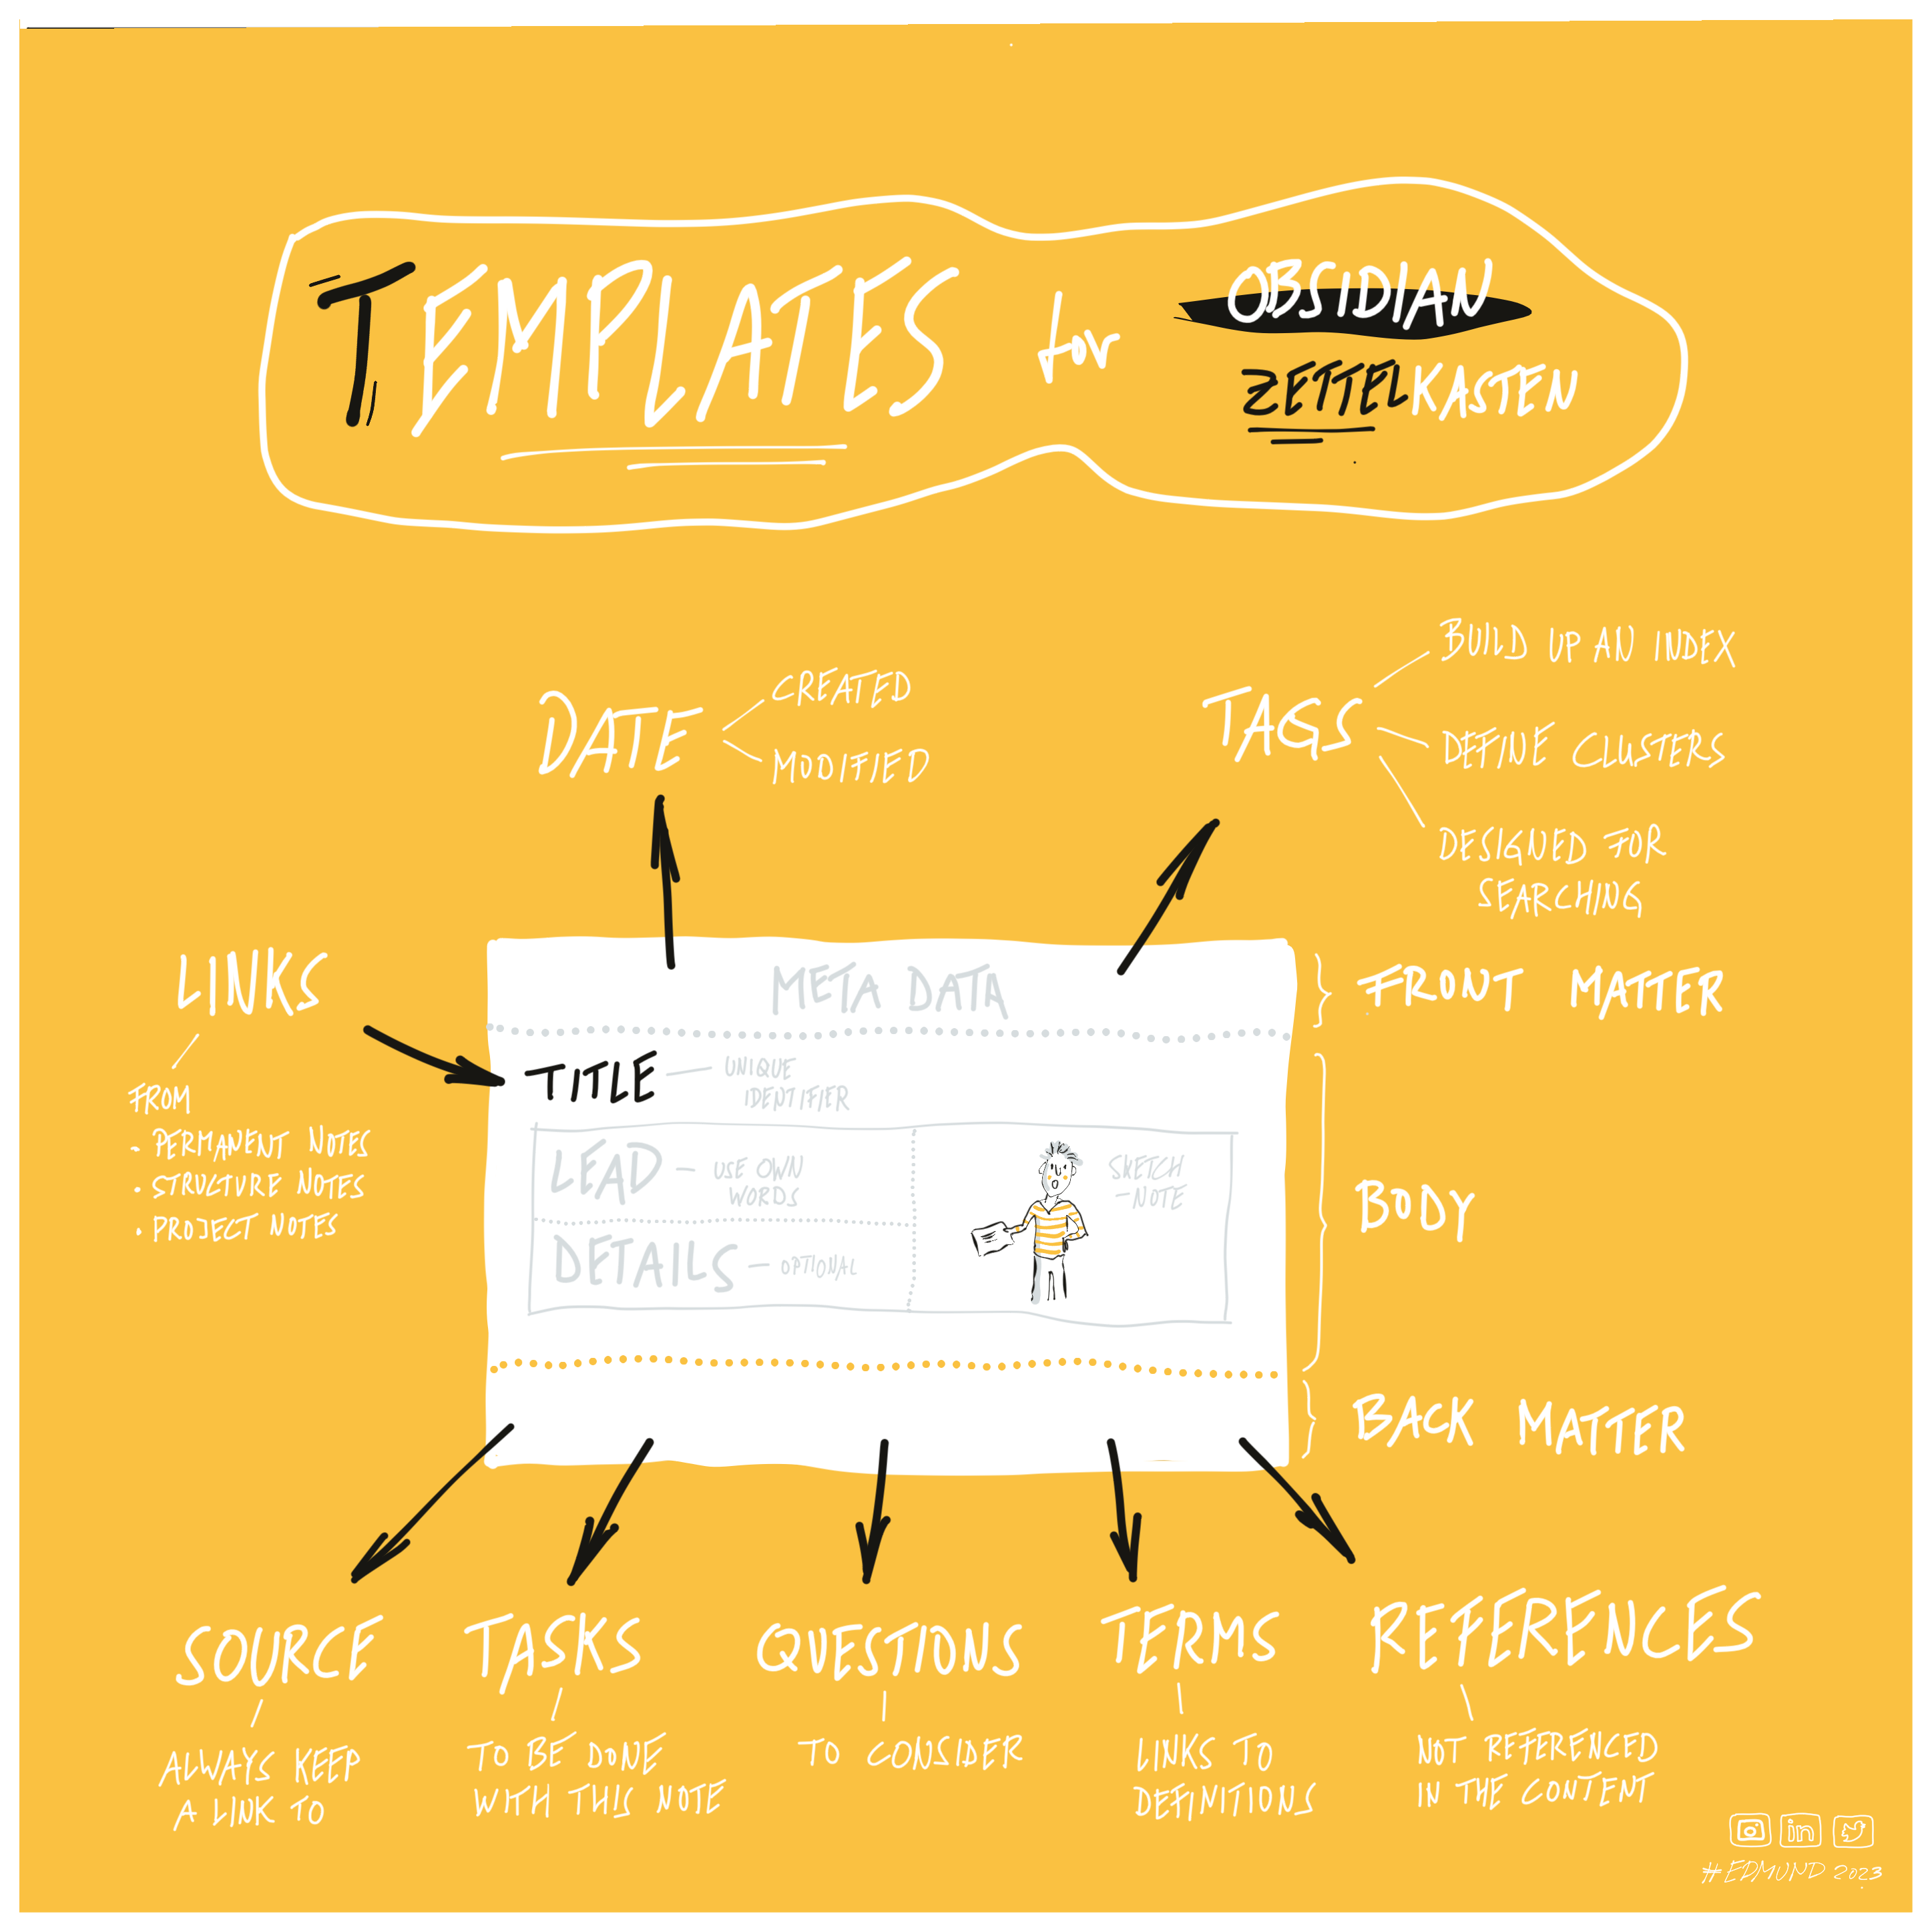 TEMPLATES for
OBSIDIAN
ZETTELKASTEN
DATE
CREATED
MODIFIED
TAGS
BUILD UP AN INDEX
DEFINE CLUSTERS
DESIGNED FOR
SEARCHING
LINKS
FROM
· PERMANENT NOTES
· STRUCTURE NOTES
· PROJECT NOTES
META DATA
TITLE — UNIQUE
IDENTIFIER
LEAD — USE OWN
WORDS
DETAILS — OPTIONAL
SKETCH
-NOTE
FRONT MATTER
BODY
BACK MATTER
SOURCE
ALWAYS KEEP
A LINK TO
TASKS
TO BE DONE
WITH THIS NOTE
QUESTIONS
TO CONSIDER
TERMS
LINKS TO
DEFINITIONS
REFERENCES
NOT REFERENCED
IN THE CONTENT
in
#EDMUND 2023